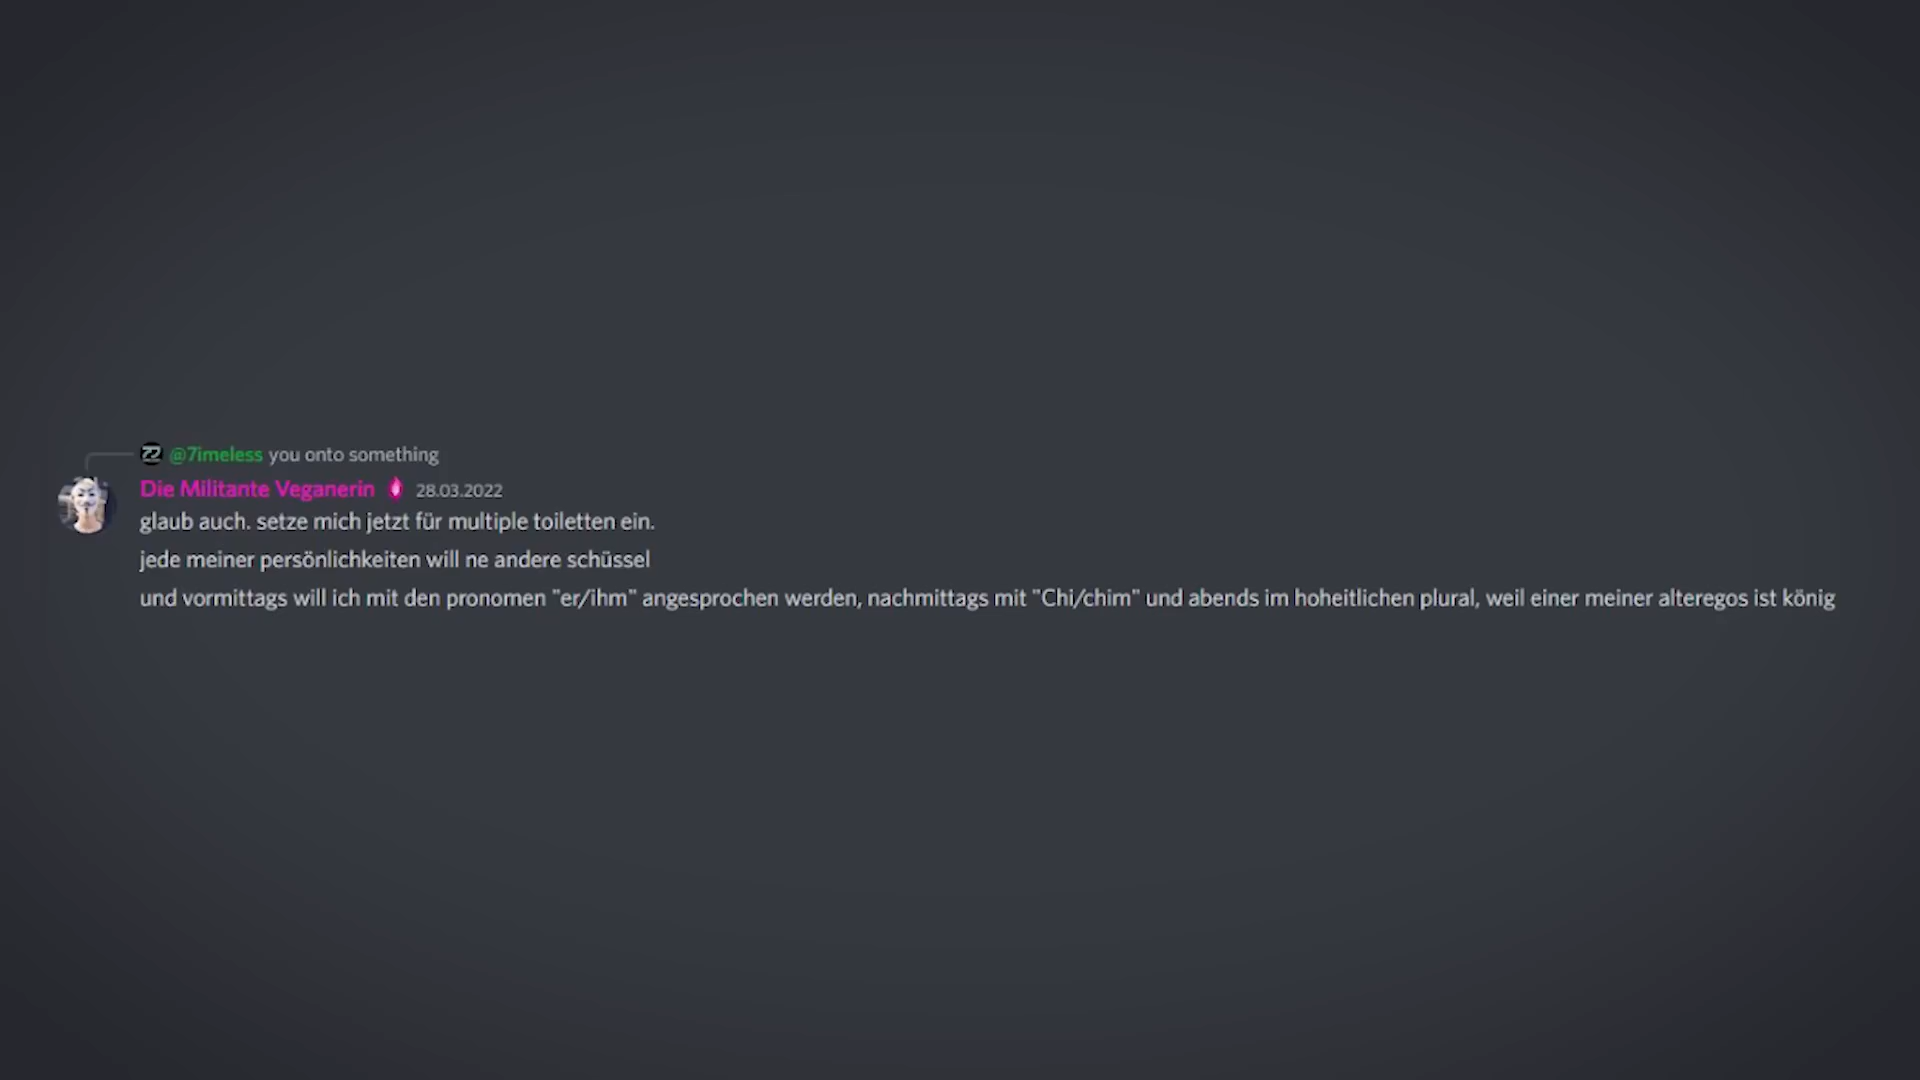 @7imeless you onto something
Die Militante Veganerin 28.03.2022
glaub auch. setze mich jetzt für multiple toiletten ein.
jede meiner persönlichkeiten will ne andere schüssel
und vormittags will ich mit den pronomen "er/ihm" angesprochen werden, nachmittags mit "Chi/chim" und abends im hoheitlichen plural, weil einer meiner alteregos ist könig